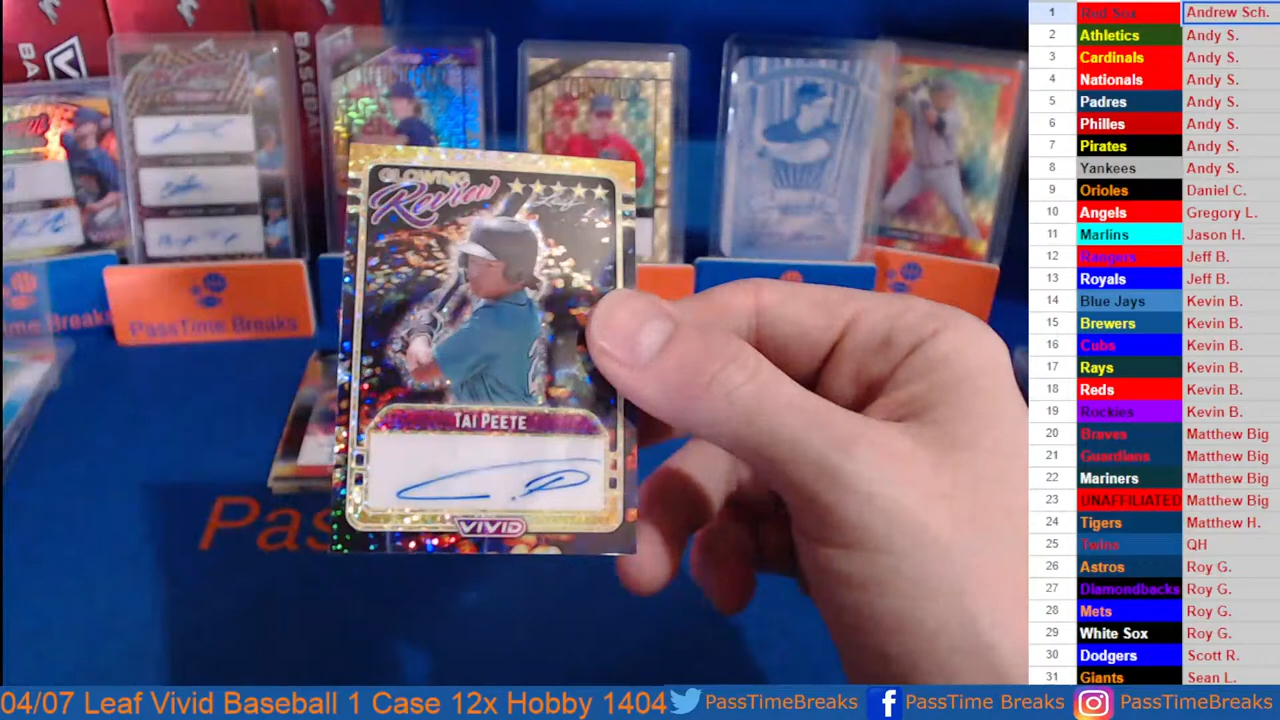 GLOWING
Review
Leaf
TAI PEETE
VIVID
PassTime Breaks
Pas
1 Red Sox Andrew Sch.
2 Athletics Andy S.
3 Cardinals Andy S.
4 Nationals Andy S.
5 Padres Andy S.
6 Philles Andy S.
7 Pirates Andy S.
8 Yankees Andy S.
9 Orioles Daniel C.
10 Angels Gregory L.
11 Marlins Jason H.
12 Rangers Jeff B.
13 Royals Jeff B.
14 Blue Jays Kevin B.
15 Brewers Kevin B.
16 Cubs Kevin B.
17 Rays Kevin B.
18 Reds Kevin B.
19 Rockies Kevin B.
20 Braves Matthew Big
21 Guardians Matthew Big
22 Mariners Matthew Big
23 UNAFFILIATED Matthew Big
24 Tigers Matthew H.
25 Twins QH
26 Astros Roy G.
27 Diamondbacks Roy G.
28 Mets Roy G.
29 White Sox Roy G.
30 Dodgers Scott R.
31 Giants Sean L.
04/07 Leaf Vivid Baseball 1 Case 12x Hobby 1404 PassTimeBreaks PassTime Breaks PassTimeBreaks